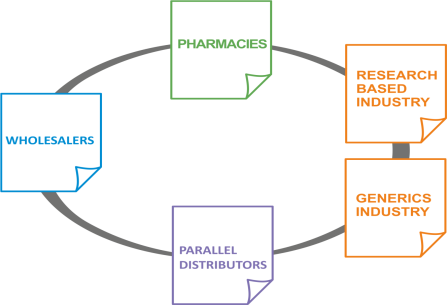 PHARMACIES
RESEARCH
BASED
INDUSTRY
WHOLESALERS
GENERICS
INDUSTRY
PARALLEL
DISTRIBUTORS